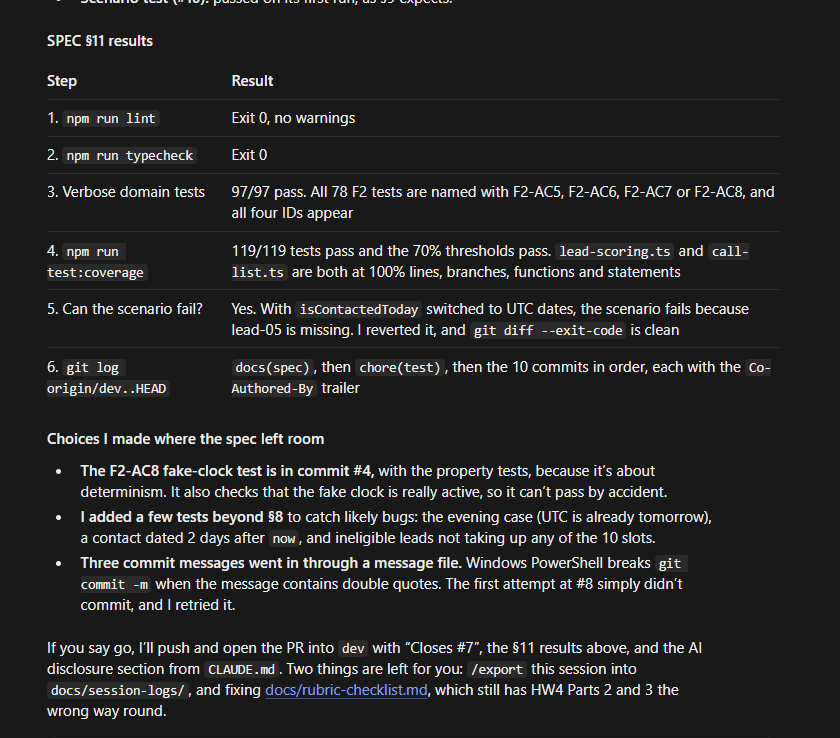 Scenario test (#10): passed on its first run, as §9 expects.
SPEC §11 results
Step Result
1. npm run lint Exit 0, no warnings
2. npm run typecheck Exit 0
3. Verbose domain tests 97/97 pass. All 78 F2 tests are named with F2-AC5, F2-AC6, F2-AC7 or F2-AC8, and
all four IDs appear
4. npm run 119/119 tests pass and the 70% thresholds pass. lead-scoring.ts and call-
test:coverage list.ts are both at 100% lines, branches, functions and statements
5. Can the scenario fail? Yes. With isContactedToday switched to UTC dates, the scenario fails because
lead-05 is missing. I reverted it, and git diff --exit-code is clean
6. git log docs(spec), then chore(test), then the 10 commits in order, each with the Co-
origin/dev..HEAD Authored-By trailer
Choices I made where the spec left room
• The F2-AC8 fake-clock test is in commit #4, with the property tests, because it’s about
determinism. It also checks that the fake clock is really active, so it can’t pass by accident.
• I added a few tests beyond §8 to catch likely bugs: the evening case (UTC is already tomorrow),
a contact dated 2 days after now, and ineligible leads not taking up any of the 10 slots.
• Three commit messages went in through a message file. Windows PowerShell breaks git
commit -m when the message contains double quotes. The first attempt at #8 simply didn’t
commit, and I retried it.
If you say go, I’ll push and open the PR into dev with “Closes #7”, the §11 results above, and the AI
disclosure section from CLAUDE.md. Two things are left for you: /export this session into
docs/session-logs/, and fixing docs/rubric-checklist.md, which still has HW4 Parts 2 and 3 the
wrong way round.